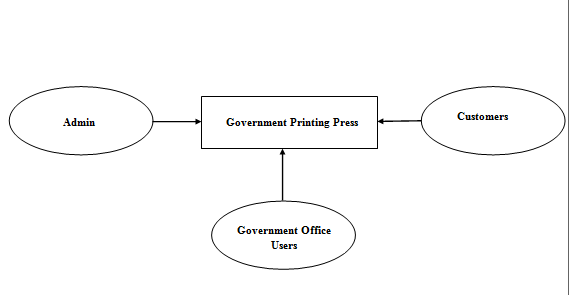 Admin
Government Printing Press
Customers
Government Office
Users